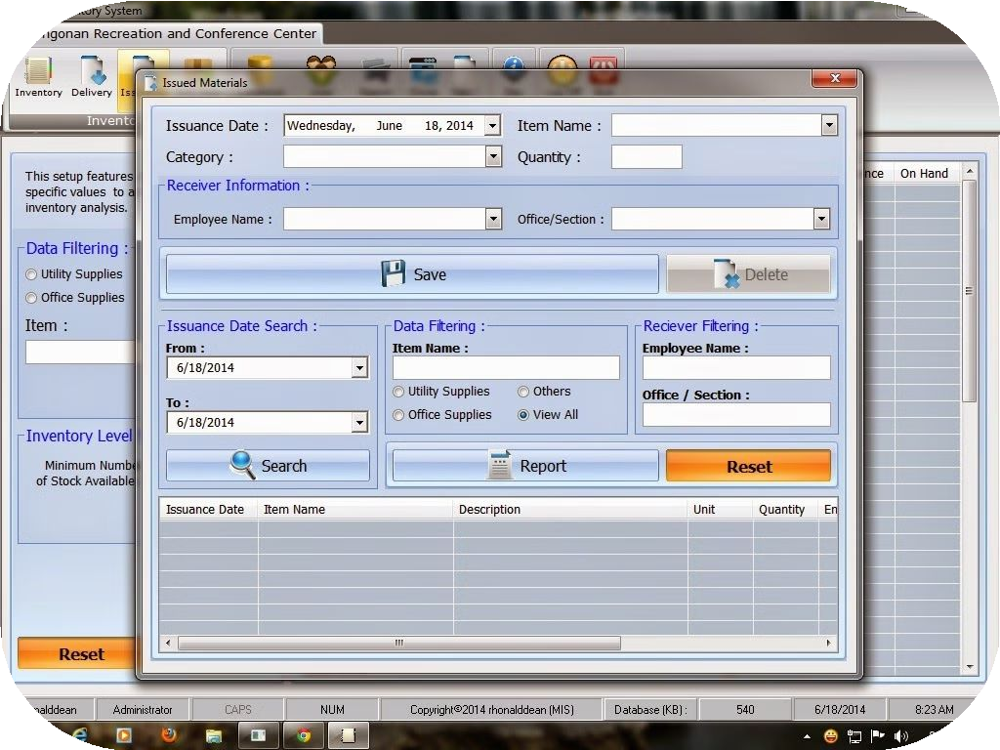 ory System
ngonan Recreation and Conference Center
Inventory Delivery Iss
Invento
Issued Materials
Issuance Date : Wednesday, June 18, 2014 Item Name :
Category : Quantity :
Receiver Information :
Employee Name : Office/Section :
Save Delete
Issuance Date Search : Data Filtering : Reciever Filtering :
From : Item Name : Employee Name :
6/18/2014
Utility Supplies Others
To : Office / Section :
6/18/2014 Office Supplies View All
Search Report Reset
Issuance Date Item Name Description Unit Quantity En
This setup features
specific values to a
inventory analysis.
Data Filtering :
Utility Supplies
Office Supplies
Item :
Inventory Level
Minimum Numbe
of Stock Available
Reset
nce On Hand
onalddean Administrator CAPS NUM Copyright©2014 rhonalddean (MIS) Database (KB) : 540 6/18/2014 8:23 AM